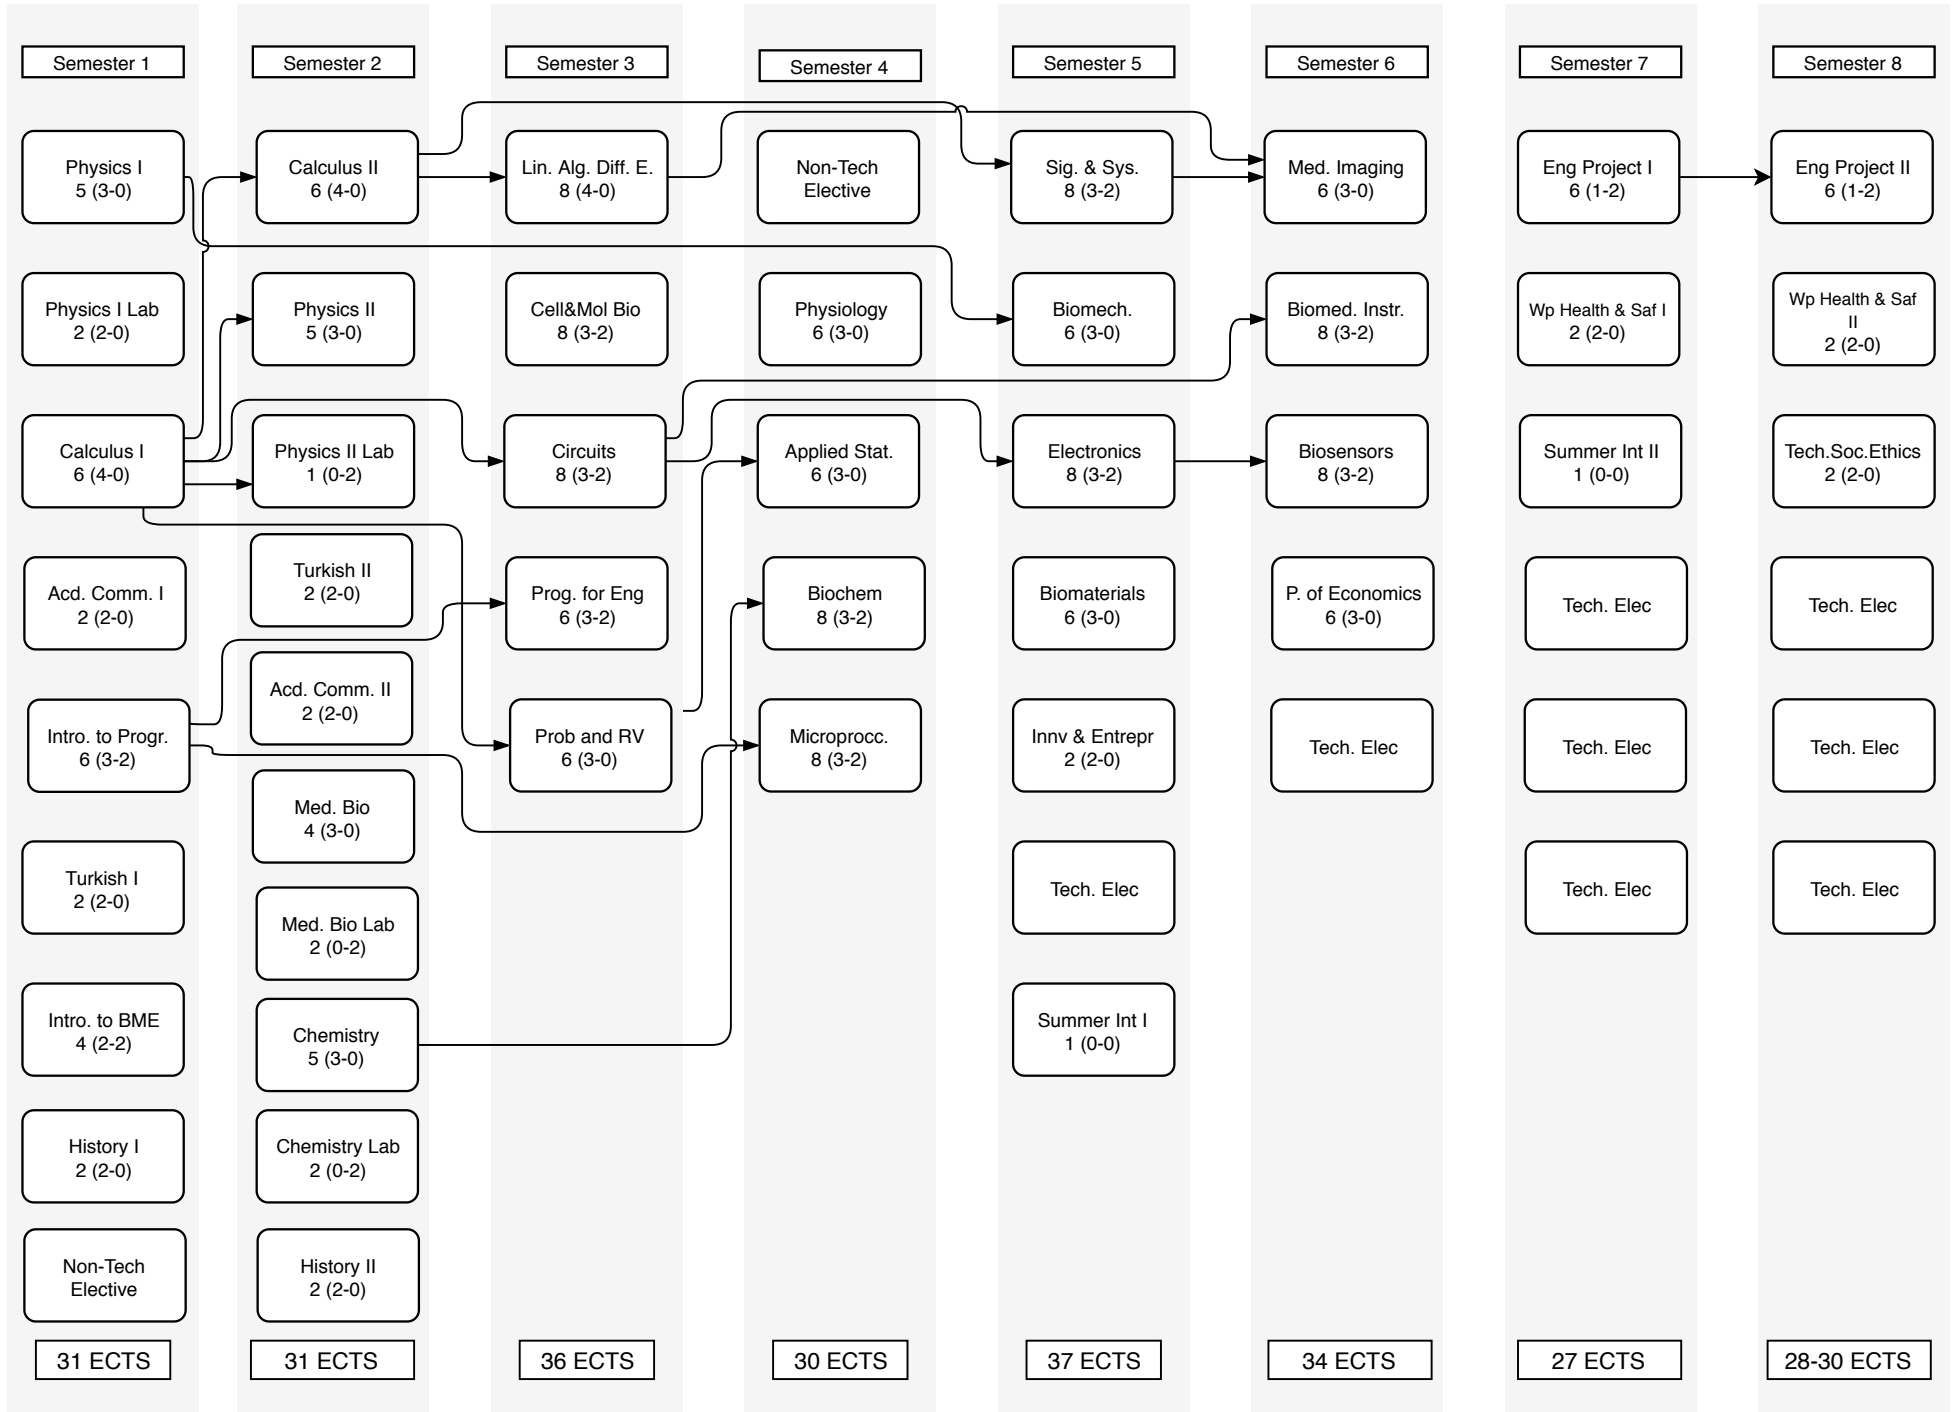 Semester 1
Physics I
5 (3-0)
Physics I Lab
2 (2-0)
Calculus I
6 (4-0)
Acd. Comm. I
2 (2-0)
Intro. to Progr.
6 (3-2)
Turkish I
2 (2-0)
Intro. to BME
4 (2-2)
History I
2 (2-0)
Non-Tech
Elective
31 ECTS
Semester 2
Calculus II
6 (4-0)
Physics II
5 (3-0)
Physics II Lab
1 (0-2)
Turkish II
2 (2-0)
Acd. Comm. II
2 (2-0)
Med. Bio
4 (3-0)
Med. Bio Lab
2 (0-2)
Chemistry
5 (3-0)
Chemistry Lab
2 (0-2)
History II
2 (2-0)
31 ECTS
Semester 3
Lin. Alg. Diff. E.
8 (4-0)
Cell&Mol Bio
8 (3-2)
Circuits
8 (3-2)
Prog. for Eng
6 (3-2)
Prob and RV
6 (3-0)
36 ECTS
Semester 4
Non-Tech
Elective
Physiology
6 (3-0)
Applied Stat.
6 (3-0)
Biochem
8 (3-2)
Microprocc.
8 (3-2)
30 ECTS
Semester 5
Sig. & Sys.
8 (3-2)
Biomech.
6 (3-0)
Electronics
8 (3-2)
Biomaterials
6 (3-0)
Innv & Entrepr
2 (2-0)
Tech. Elec
Summer Int I
1 (0-0)
37 ECTS
Semester 6
Med. Imaging
6 (3-0)
Biomed. Instr.
8 (3-2)
Biosensors
8 (3-2)
P. of Economics
6 (3-0)
Tech. Elec
34 ECTS
Semester 7
Eng Project I
6 (1-2)
Wp Health & Saf I
2 (2-0)
Summer Int II
1 (0-0)
Tech. Elec
Tech. Elec
Tech. Elec
27 ECTS
Semester 8
Eng Project II
6 (1-2)
Wp Health & Saf
II
2 (2-0)
Tech.Soc.Ethics
2 (2-0)
Tech. Elec
Tech. Elec
Tech. Elec
28-30 ECTS